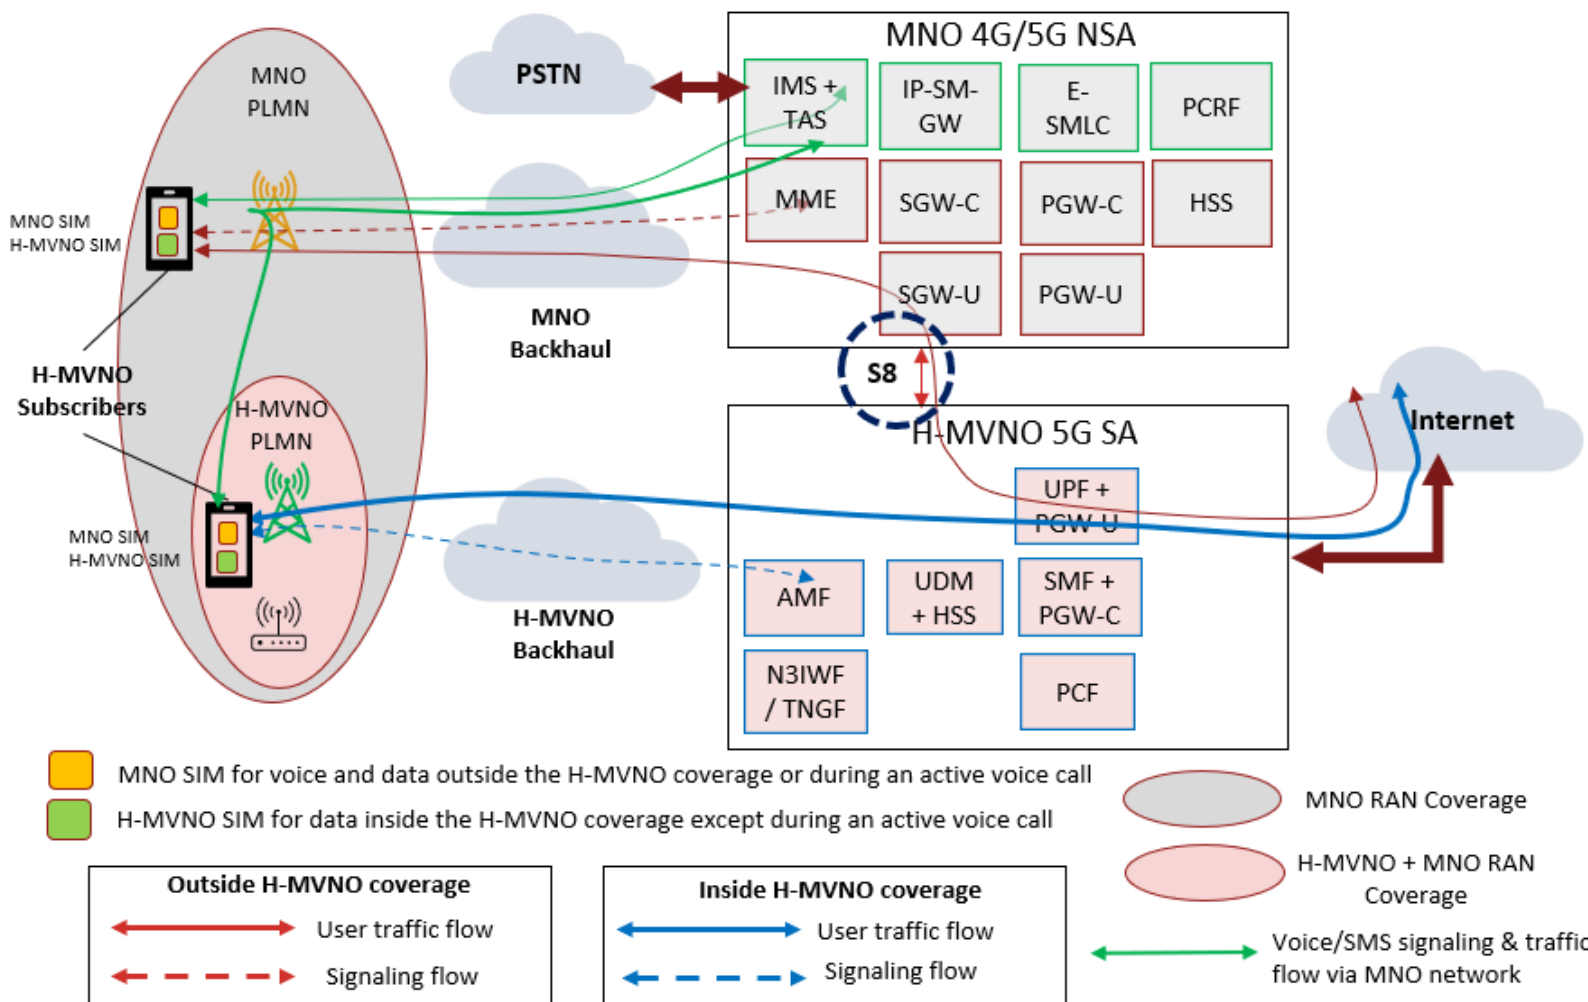 MNO 4G/5G NSA
MNO
PLMN
PSTN
IMS +
TAS
IP-SM-
GW
E-
SMLC
PCRF
MME
SGW-C
PGW-C
HSS
MNO SIM
H-MVNO SIM
SGW-U
PGW-U
MNO
Backhaul
S8
H-MVNO
Subscribers
H-MVNO
PLMN
H-MVNO 5G SA
Internet
UPF +
PGW-U
MNO SIM
H-MVNO SIM
AMF
UDM
+ HSS
SMF +
PGW-C
H-MVNO
Backhaul
N3IWF
/ TNGF
PCF
MNO SIM for voice and data outside the H-MVNO coverage or during an active voice call
H-MVNO SIM for data inside the H-MVNO coverage except during an active voice call
MNO RAN Coverage
H-MVNO + MNO RAN
Coverage
Outside H-MVNO coverage
User traffic flow
Signaling flow
Inside H-MVNO coverage
User traffic flow
Signaling flow
Voice/SMS signaling & traffic
flow via MNO network